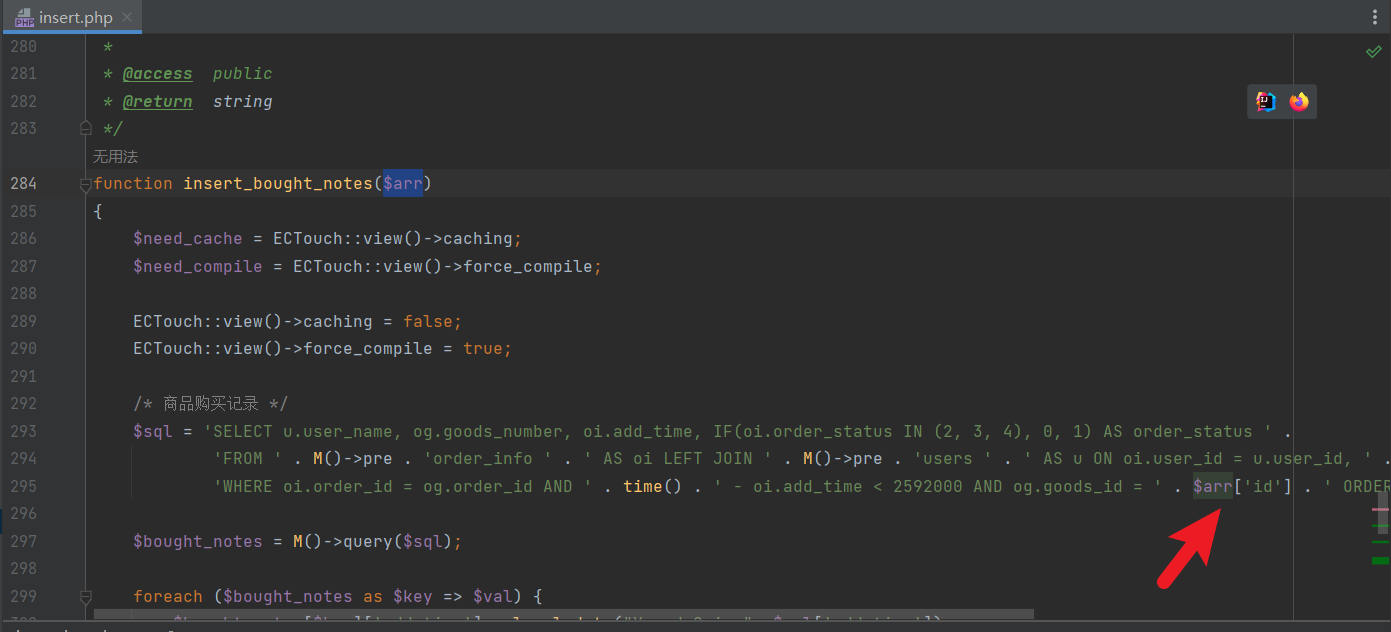 insert.php
280 *
281 * @access public
282 * @return string
283 */
无用法
284 function insert_bought_notes($arr)
285 {
286 $need_cache = ECTouch::view()->caching;
287 $need_compile = ECTouch::view()->force_compile;
288
289 ECTouch::view()->caching = false;
290 ECTouch::view()->force_compile = true;
291
292 /* 商品购买记录 */
293 $sql = 'SELECT u.user_name, og.goods_number, oi.add_time, IF(oi.order_status IN (2, 3, 4), 0, 1) AS order_status ' .
294 'FROM ' . M()->pre . 'order_info ' . ' AS oi LEFT JOIN ' . M()->pre . 'users ' . ' AS u ON oi.user_id = u.user_id, ' .
295 'WHERE oi.order_id = og.order_id AND ' . time() . ' - oi.add_time < 2592000 AND og.goods_id = ' . $arr['id'] . ' ORDER
296
297 $bought_notes = M()->query($sql);
298
299 foreach ($bought_notes as $key => $val) {